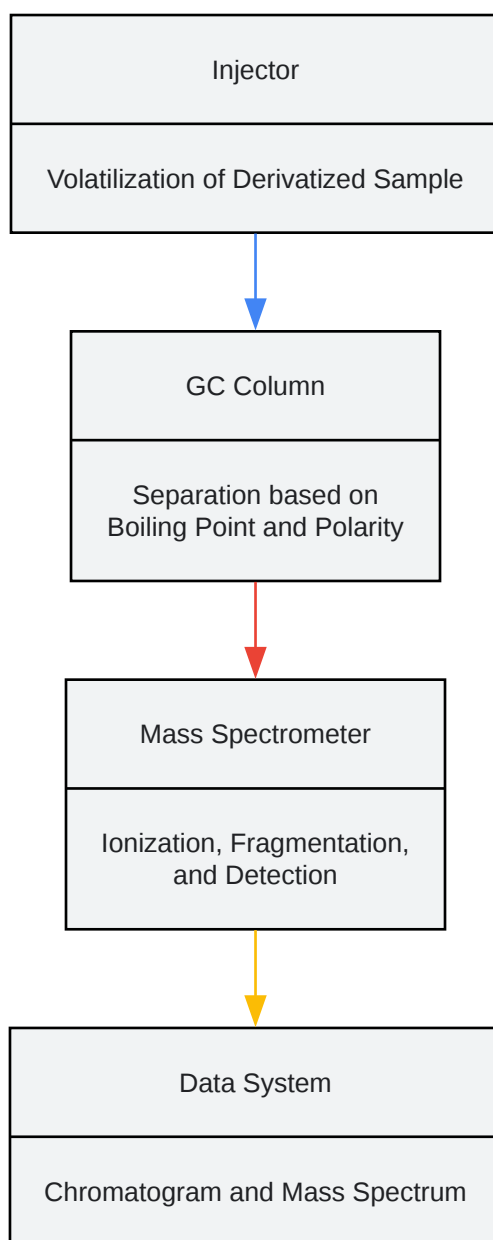 Injector
Volatilization of Derivatized Sample
GC Column
Separation based on
Boiling Point and Polarity
Mass Spectrometer
Ionization, Fragmentation,
and Detection
Data System
Chromatogram and Mass Spectrum